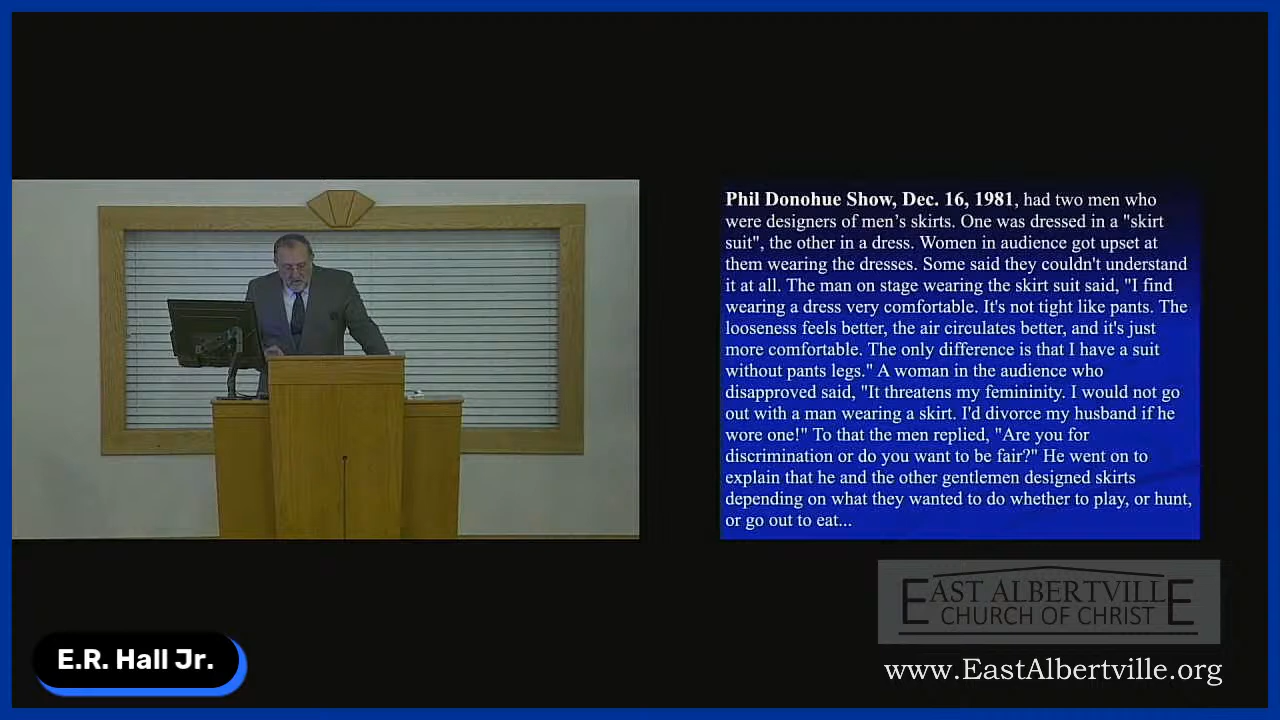 Phil Donohue Show, Dec. 16, 1981, had two men who
were designers of men’s skirts. One was dressed in a "skirt
suit", the other in a dress. Women in audience got upset at
them wearing the dresses. Some said they couldn't understand
it at all. The man on stage wearing the skirt suit said, "I find
wearing a dress very comfortable. It's not tight like pants. The
looseness feels better, the air circulates better, and it's just
more comfortable. The only difference is that I have a suit
without pants legs." A woman in the audience who
disapproved said, "It threatens my femininity. I would not go
out with a man wearing a skirt. I'd divorce my husband if he
wore one!" To that the men replied, "Are you for
discrimination or do you want to be fair?" He went on to
explain that he and the other gentlemen designed skirts
depending on what they wanted to do whether to play, or hunt,
or go out to eat...
EAST ALBERTVILLE
CHURCH OF CHRIST
E.R. Hall Jr.
www.EastAlbertville.org